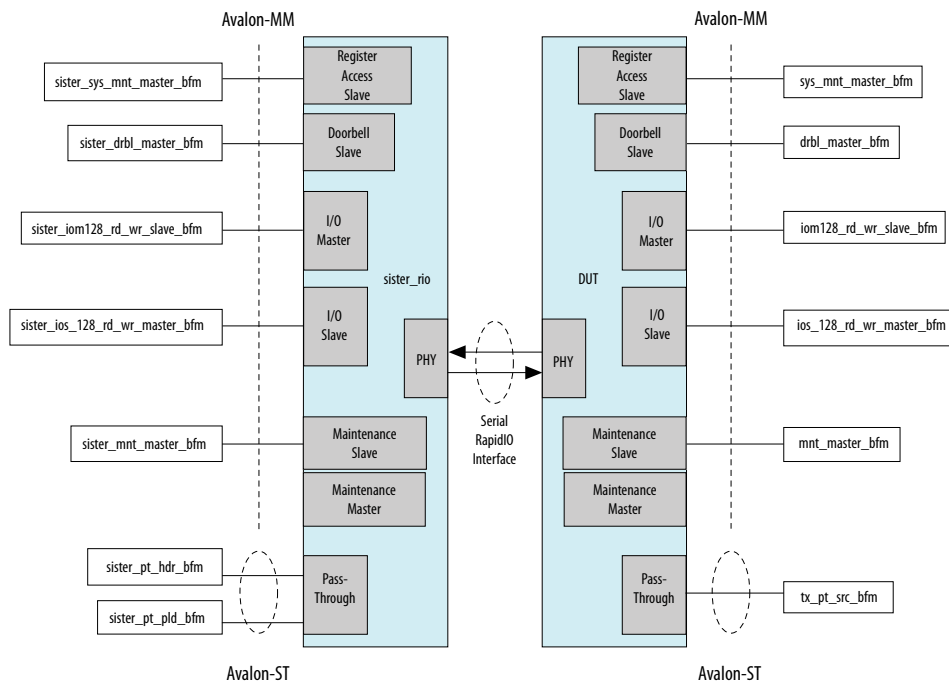 Avalon-MM
Avalon-MM
sister_sys_mnt_master_bfm
Register
Access
Slave
Register
Access
Slave
sys_mnt_master_bfm
sister_drbl_master_bfm
Doorbell
Slave
Doorbell
Slave
drbl_master_bfm
sister_iom128_rd_wr_slave_bfm
I/O
Master
I/O
Master
iom128_rd_wr_slave_bfm
sister_rio
DUT
sister_ios_128_rd_wr_master_bfm
I/O
Slave
I/O
Slave
ios_128_rd_wr_master_bfm
PHY
PHY
Serial
RapidIO
Interface
sister_mnt_master_bfm
Maintenance
Slave
Maintenance
Slave
mnt_master_bfm
Maintenance
Master
Maintenance
Master
sister_pt_hdr_bfm
sister_pt_pld_bfm
Pass-
Through
Pass-
Through
tx_pt_src_bfm
Avalon-ST
Avalon-ST